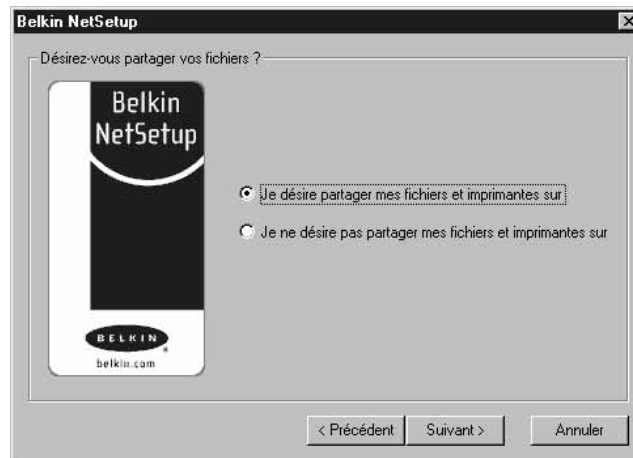 Belkin NetSetup
Désirez-vous partager vos fichiers ?
Belkin
NetSetup
Je désire partager mes fichiers et imprimantes sur
Je ne désire pas partager mes fichiers et imprimantes sur
BELKIN
®
belkin.com
< Précédent
Suivant >
Annuler